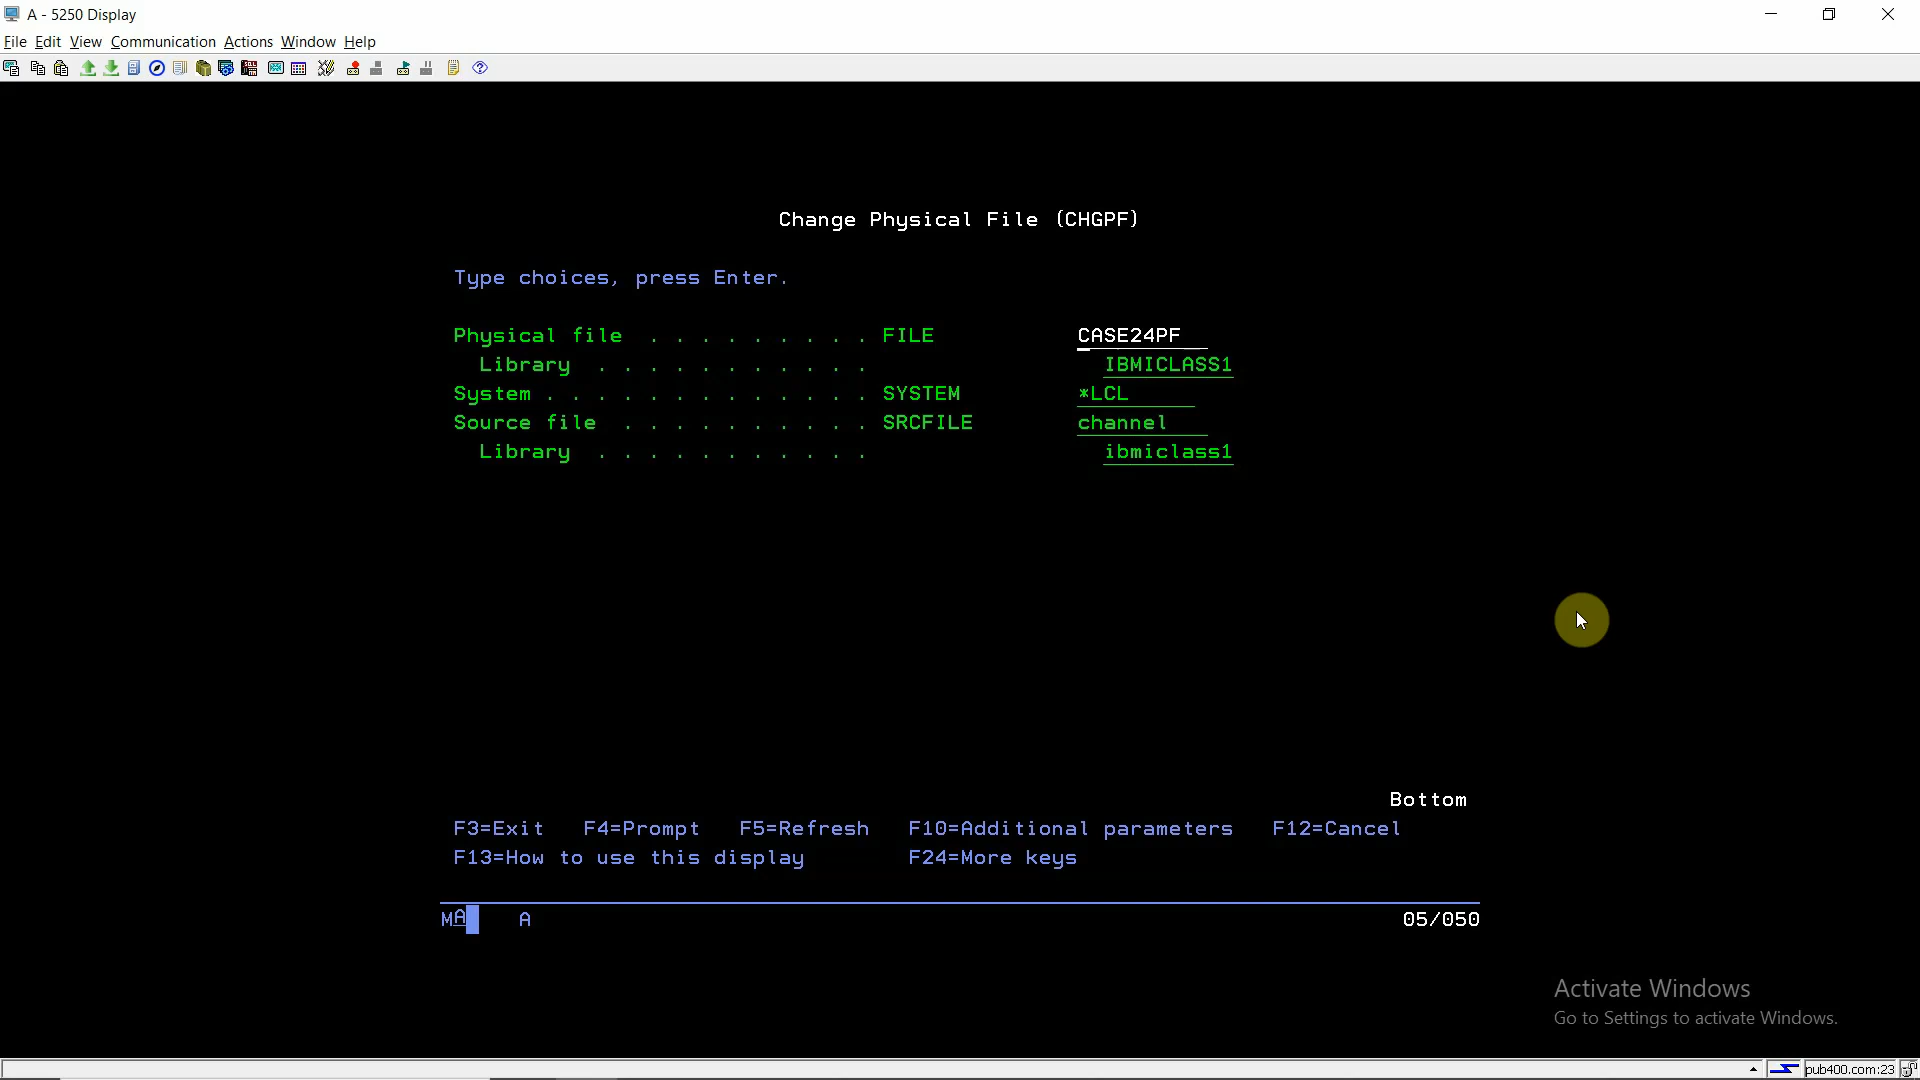 A - 5250 Display
File Edit View Communication Actions Window Help
Change Physical File (CHGPF)
Type choices, press Enter.
Physical file . . . . . . . . . FILE CASE24PF
Library . . . . . . . . . . . IBMICLASS1
System . . . . . . . . . . . . . SYSTEM *LCL
Source file . . . . . . . . . . SRCFILE channel
Library . . . . . . . . . . . ibmiclass1
Bottom
F3=Exit F4=Prompt F5=Refresh F10=Additional parameters F12=Cancel
F13=How to use this display F24=More keys
MA A 05/050
Activate Windows
Go to Settings to activate Windows.
pub400.com:23